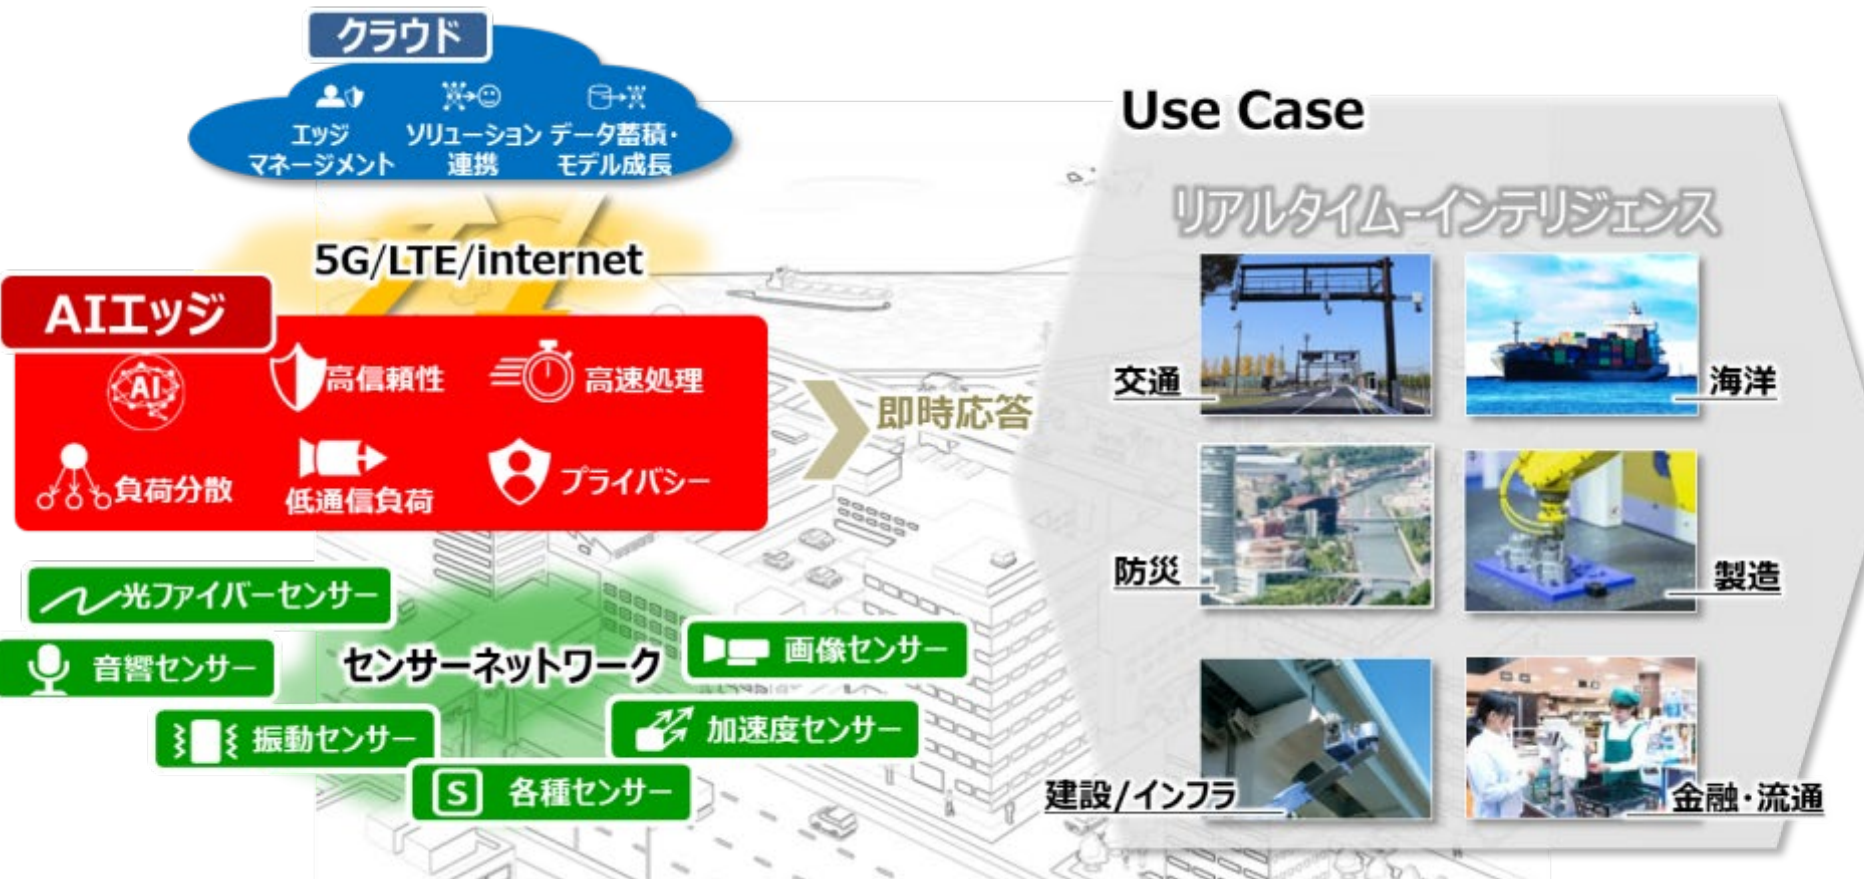 クラウド
エッジ
マネージメント
ソリューション
連携
データ蓄積・
モデル成長
5G/LTE/internet
AIエッジ
AI
高信頼性
高速処理
負荷分散
低通信負荷
プライバシー
即時応答
光ファイバーセンサー
音響センサー
センサーネットワーク
画像センサー
振動センサー
加速度センサー
S 各種センサー
Use Case
リアルタイム-インテリジェンス
交通
海洋
防災
製造
建設/インフラ
金融・流通